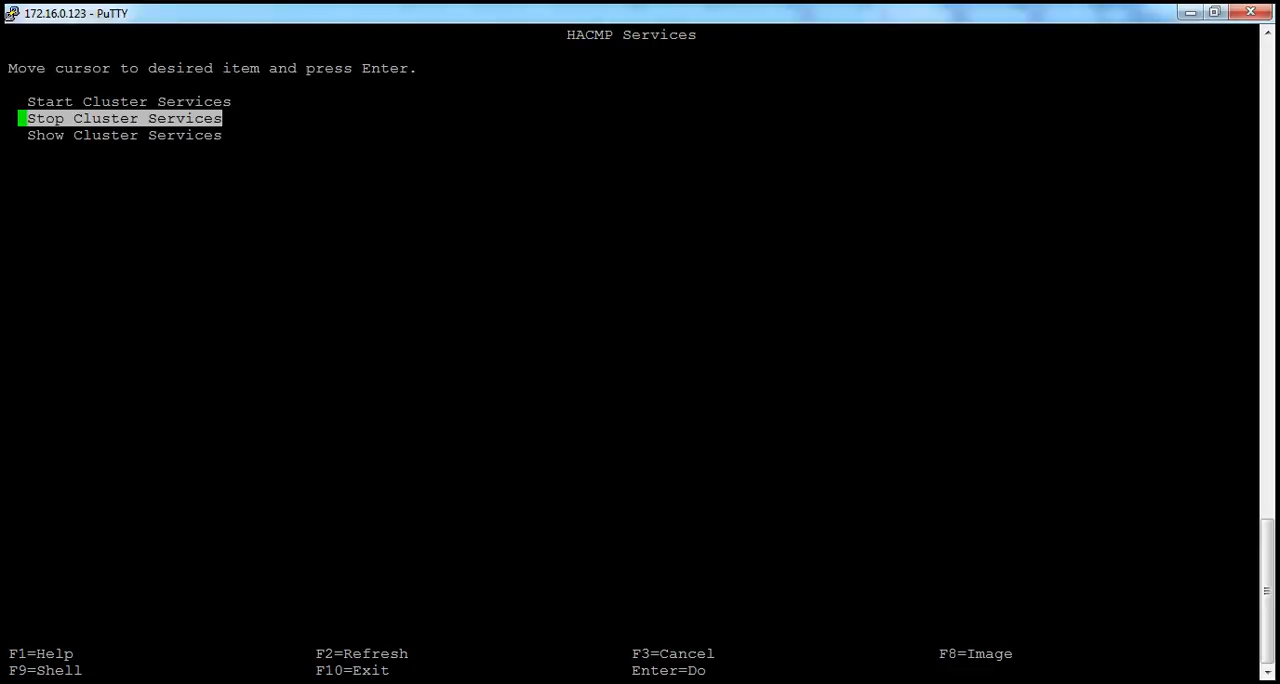 172.16.0.123 - PuTTY
HACMP Services
Move cursor to desired item and press Enter.
Start Cluster Services
Stop Cluster Services
Show Cluster Services
F1=Help F2=Refresh F3=Cancel F8=Image
F9=Shell F10=Exit Enter=Do